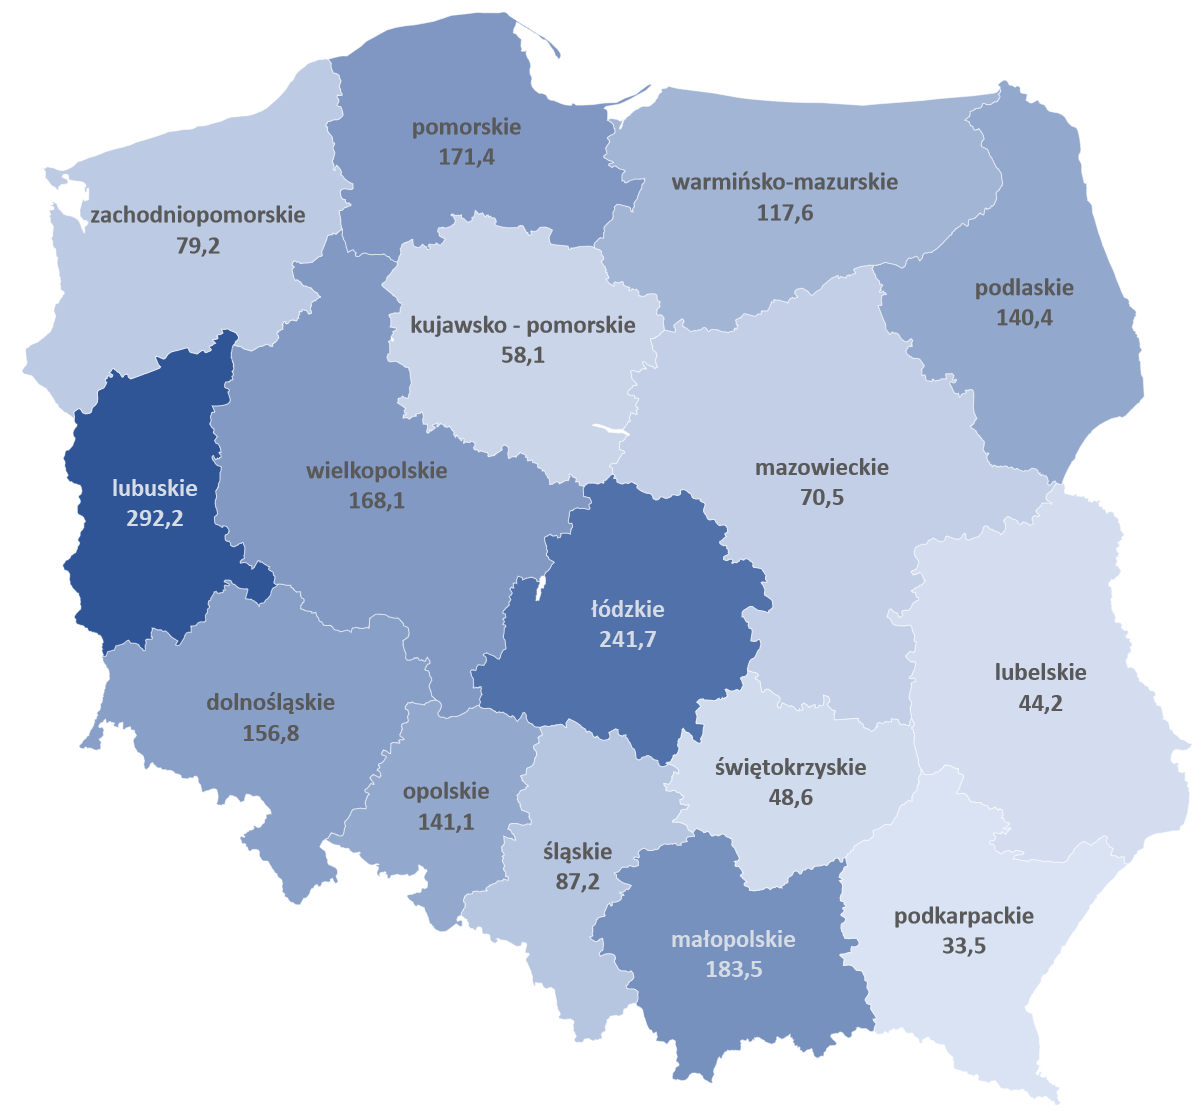 pomorskie
171,4
warmińsko-mazurskie
117,6
zachodniopomorskie
79,2
podlaskie
140,4
kujawsko - pomorskie
58,1
wielkopolskie
168,1
mazowieckie
70,5
lubuskie
292,2
łódzkie
241,7
lubelskie
44,2
dolnośląskie
156,8
świętokrzyskie
48,6
opolskie
141,1
śląskie
87,2
podkarpackie
33,5
małopolskie
183,5